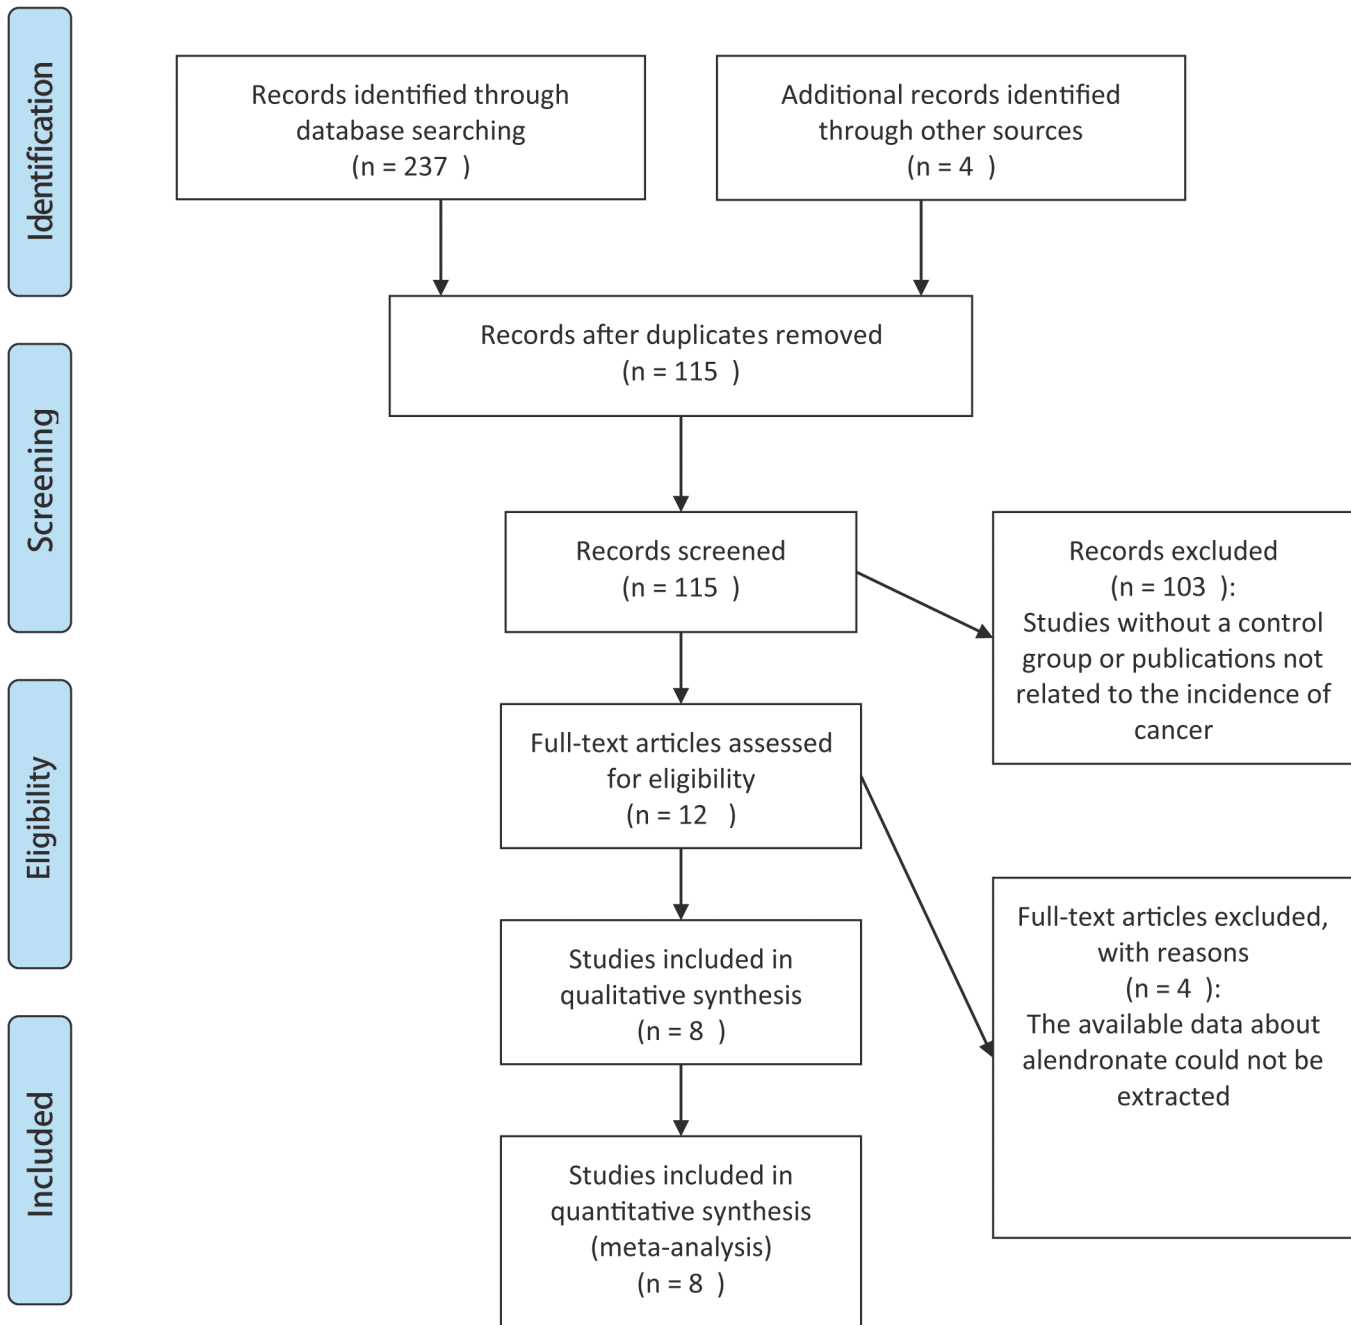 Identification
Records identified through
database searching
(n = 237  )
Additional records identified
through other sources
(n = 4  )
Records after duplicates removed
(n = 115  )
Screening
Records screened
(n = 115  )
Records excluded
(n = 103  ):
Studies without a control
group or publications not
related to the incidence of
cancer
Eligibility
Full-text articles assessed
for eligibility
(n = 12  )
Full-text articles excluded,
with reasons
(n = 4  ):
The available data about
alendronate could not be
extracted
Studies included in
qualitative synthesis
(n = 8  )
Included
Studies included in
quantitative synthesis
(meta-analysis)
(n = 8  )